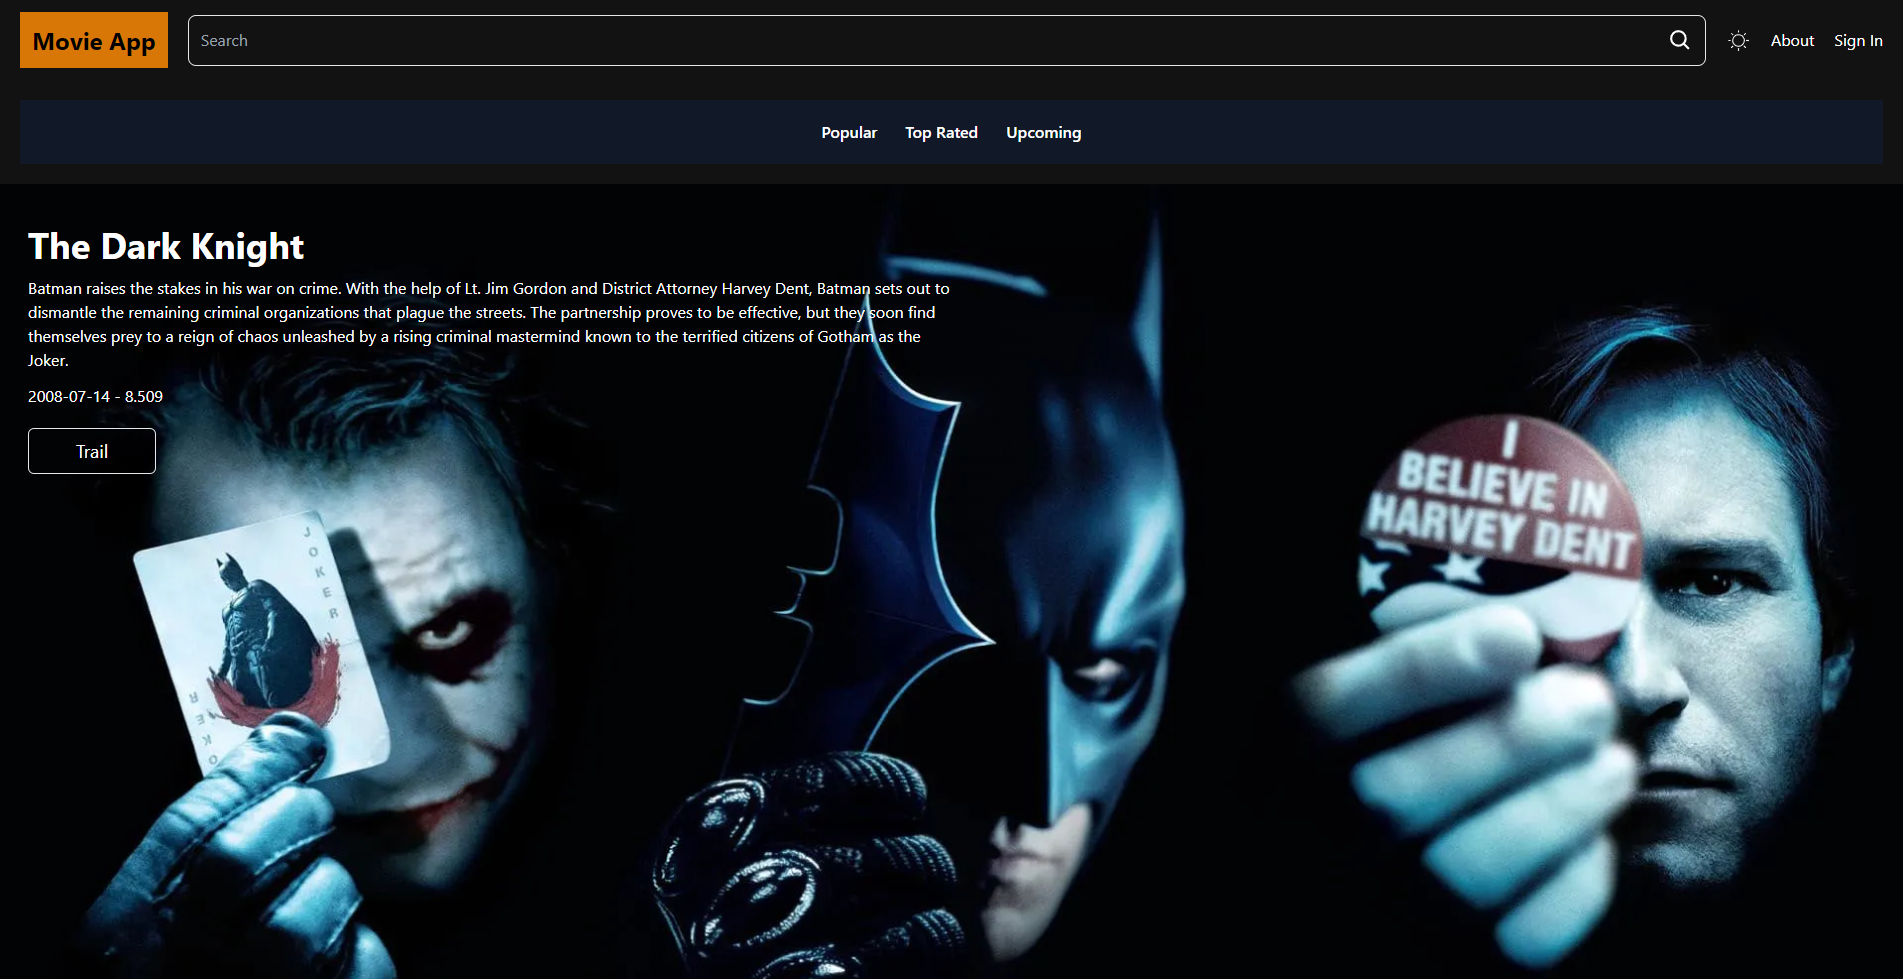 Movie App
Search
About
Sign In
Popular
Top Rated
Upcoming
The Dark Knight
Batman raises the stakes in his war on crime. With the help of Lt. Jim Gordon and District Attorney Harvey Dent, Batman sets out to
dismantle the remaining criminal organizations that plague the streets. The partnership proves to be effective, but they soon find
themselves prey to a reign of chaos unleashed by a rising criminal mastermind known to the terrified citizens of Gotham as the
Joker.
2008-07-14 - 8.509
Trail
JOKER
JOKER
I
BELIEVE IN
HARVEY DENT